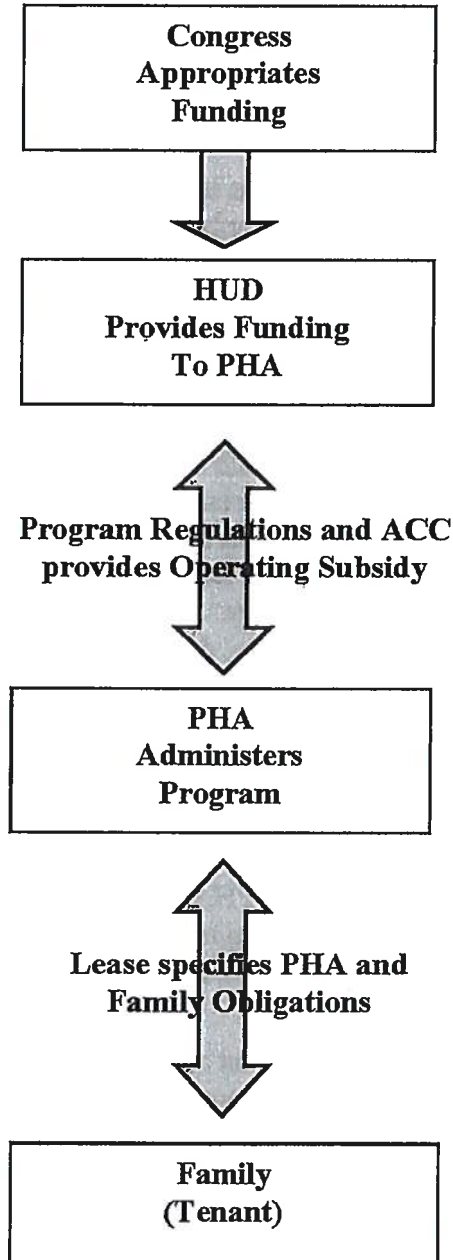 Congress
Appropriates
Funding
HUD
Provides Funding
To PHA
Program Regulations and ACC
provides Operating Subsidy
PHA
Administers
Program
Lease specifies PHA and
Family Obligations
Family
(Tenant)